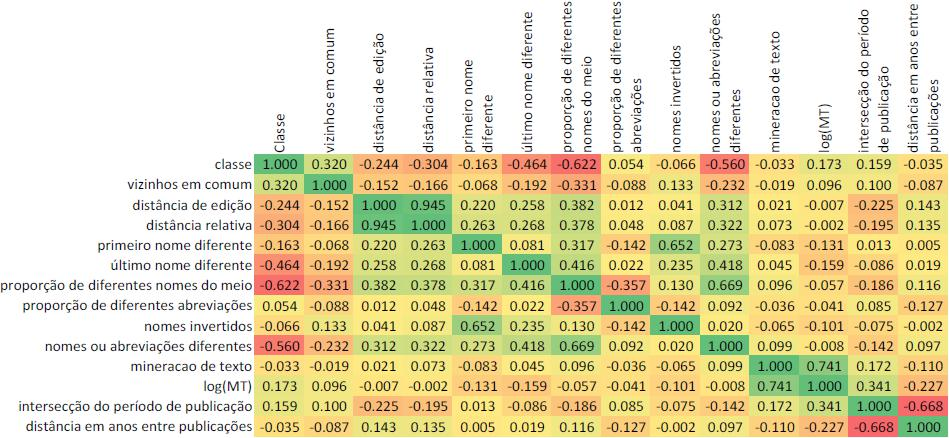 Classe
vizinhos em comum
distância de edição
distância relativa
primeiro nome
diferente
último nome diferente
proporção de diferentes
nomes do meio
proporção de diferentes
abreviações
nomes invertidos
nomes ou abreviações
diferentes
mineracao de texto
log(MT)
intersecção do período
de publicação
distância em anos entre
publicações
classe 1.000 0.320 -0.244 -0.304 -0.163 -0.464 -0.622 0.054 -0.066 -0.560 -0.033 0.173 0.159 -0.035
vizinhos em comum 0.320 1.000 -0.152 -0.166 -0.068 -0.192 -0.331 -0.088 0.133 -0.232 -0.019 0.096 0.100 -0.087
distância de edição -0.244 -0.152 1.000 0.945 0.220 0.258 0.382 0.012 0.041 0.312 0.021 -0.007 -0.225 0.143
distância relativa -0.304 -0.166 0.945 1.000 0.263 0.268 0.378 0.048 0.087 0.322 0.073 -0.002 -0.195 0.135
primeiro nome diferente -0.163 -0.068 0.220 0.263 1.000 0.081 0.317 -0.142 0.652 0.273 -0.083 -0.131 0.013 0.005
último nome diferente -0.464 -0.192 0.258 0.268 0.081 1.000 0.416 0.022 0.235 0.418 0.045 -0.159 -0.086 0.019
proporção de diferentes nomes do meio -0.622 -0.331 0.382 0.378 0.317 0.416 1.000 -0.357 0.130 0.669 0.096 -0.057 -0.186 0.116
proporção de diferentes abreviações 0.054 -0.088 0.012 0.048 -0.142 0.022 -0.357 1.000 -0.142 0.092 -0.036 -0.041 0.085 -0.127
nomes invertidos -0.066 0.133 0.041 0.087 0.652 0.235 0.130 -0.142 1.000 0.020 -0.065 -0.101 -0.075 -0.002
nomes ou abreviações diferentes -0.560 -0.232 0.312 0.322 0.273 0.418 0.669 0.092 0.020 1.000 0.099 -0.008 -0.142 0.097
mineracao de texto -0.033 -0.019 0.021 0.073 -0.083 0.045 0.096 -0.036 -0.065 0.099 1.000 0.741 0.172 -0.110
log(MT) 0.173 0.096 -0.007 -0.002 -0.131 -0.159 -0.057 -0.041 -0.101 -0.008 0.741 1.000 0.341 -0.227
intersecção do período de publicação 0.159 0.100 -0.225 -0.195 0.013 -0.086 -0.186 0.085 -0.075 -0.142 0.172 0.341 1.000 -0.668
distância em anos entre publicações -0.035 -0.087 0.143 0.135 0.005 0.019 0.116 -0.127 -0.002 0.097 -0.110 -0.227 -0.668 1.000